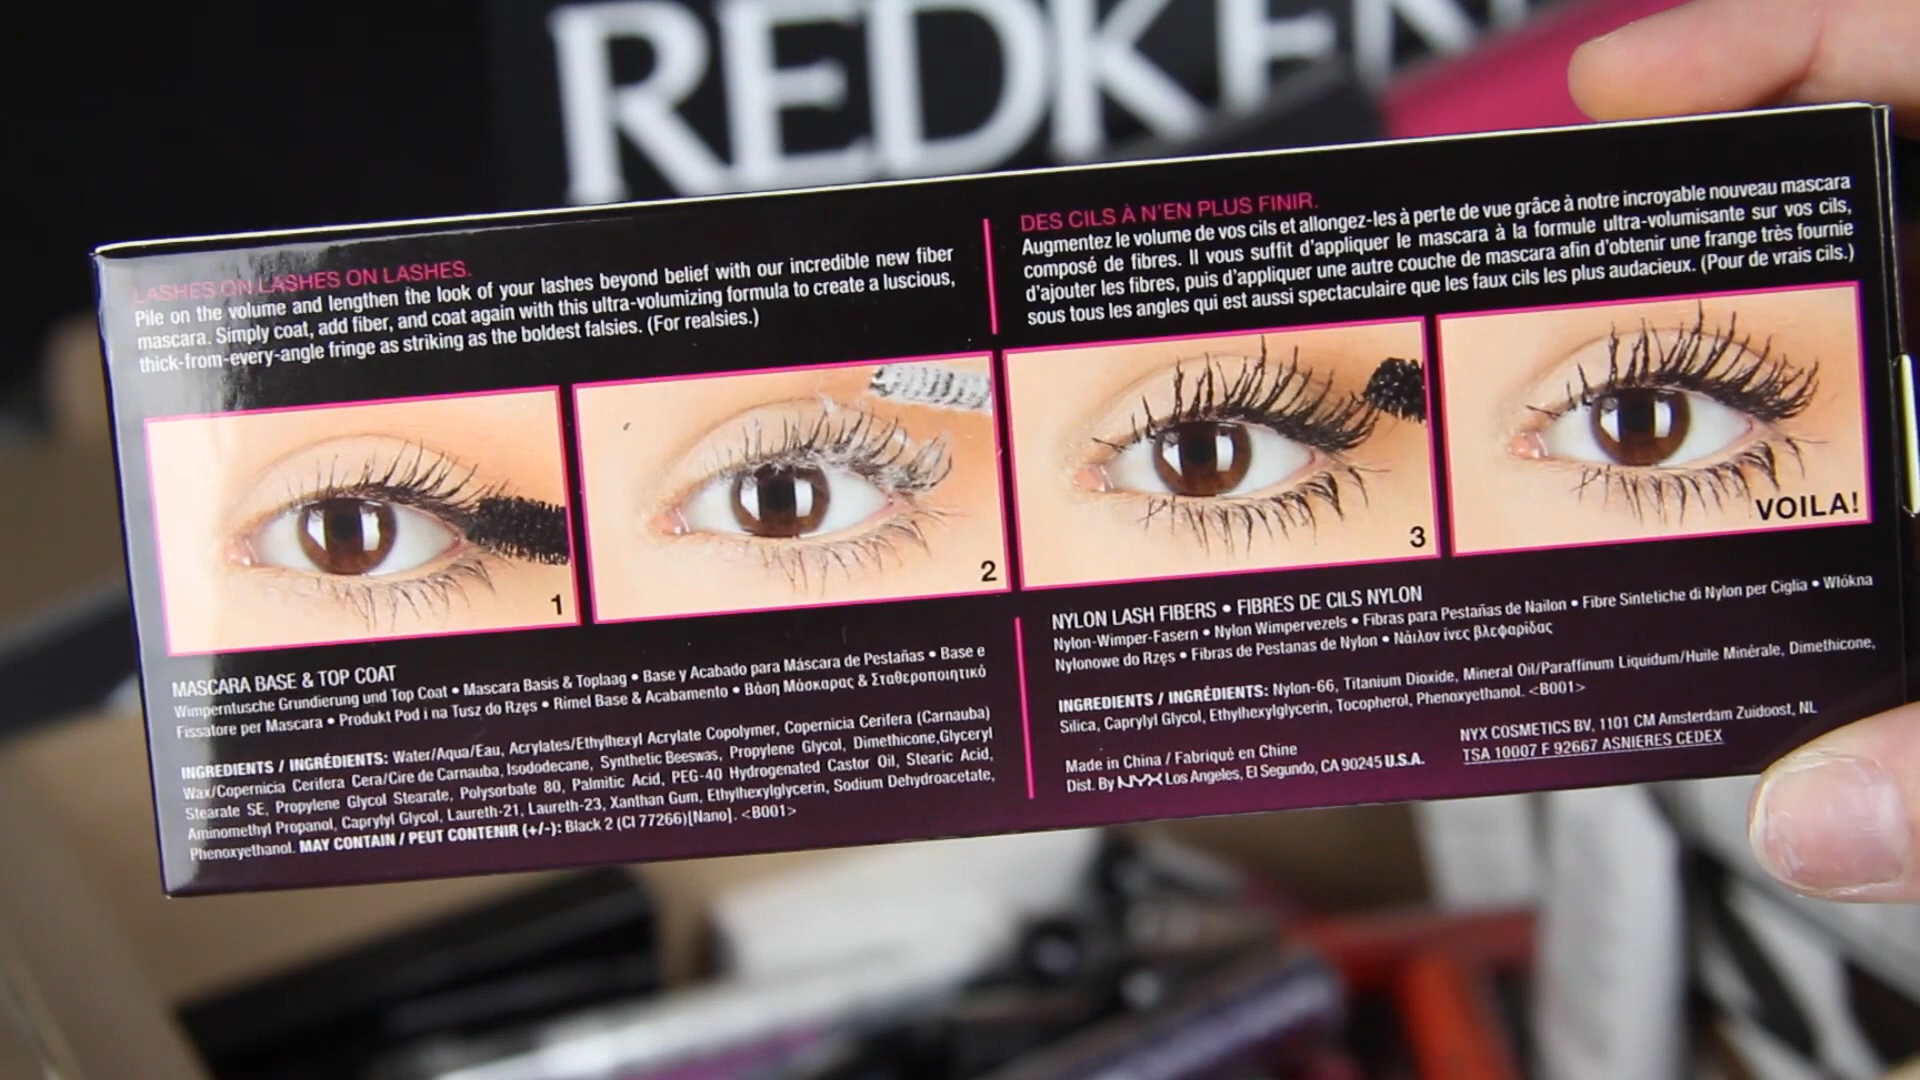 REDKEN
LASHES ON LASHES ON LASHES.
Pile on the volume and lengthen the look of your lashes beyond belief with our incredible new fiber
mascara. Simply coat, add fiber, and coat again with this ultra-volumizing formula to create a luscious,
thick-from-every-angle fringe as striking as the boldest falsies. (For realsies.)
DES CILS À N'EN PLUS FINIR.
Augmentez le volume de vos cils et allongez-les à perte de vue grâce à notre incroyable nouveau mascara
composé de fibres. Il vous suffit d'appliquer le mascara à la formule ultra-volumisante sur vos cils,
d'ajouter les fibres, puis d'appliquer une autre couche de mascara afin d'obtenir une frange très fournie
sous tous les angles qui est aussi spectaculaire que les faux cils les plus audacieux. (Pour de vrais cils.)
1
2
3
VOILA!
MASCARA BASE & TOP COAT
Wimperntusche Grundierung und Top Coat • Mascara Basis & Toplaag • Base y Acabado para Máscara de Pestañas • Base e
Fissatore per Mascara • Produkt Pod i na Tusz do Rzęs • Rimel Base & Acabamento • Βάση Μάσκαρας & Σταθεροποιητικό
INGREDIENTS / INGRÉDIENTS: Water/Aqua/Eau, Acrylates/Ethylhexyl Acrylate Copolymer, Copernicia Cerifera (Carnauba)
Wax/Copernicia Cerifera Cera/Cire de Carnauba, Isododecane, Synthetic Beeswas, Propylene Glycol, Dimethicone,Glyceryl
Stearate SE, Propylene Glycol Stearate, Polysorbate 80, Palmitic Acid, PEG-40 Hydrogenated Castor Oil, Stearic Acid,
Aminomethyl Propanol, Caprylyl Glycol, Laureth-21, Laureth-23, Xanthan Gum, Ethylhexylglycerin, Sodium Dehydroacetate,
Phenoxyethanol. MAY CONTAIN / PEUT CONTENIR (+/-): Black 2 (CI 77266)[Nano]. <B001>
NYLON LASH FIBERS • FIBRES DE CILS NYLON
Nylon-Wimper-Fasern • Nylon Wimpervezels • Fibras para Pestañas de Nailon • Fibre Sintetiche di Nylon per Ciglia • Włókna
Nylonowe do Rzęs • Fibras de Pestanas de Nylon • Νάιλον ίνες βλεφαρίδας
INGREDIENTS / INGRÉDIENTS: Nylon-66, Titanium Dioxide, Mineral Oil/Paraffinum Liquidum/Huile Minérale, Dimethicone,
Silica, Caprylyl Glycol, Ethylhexylglycerin, Tocopherol, Phenoxyethanol. <B001>
Made in China / Fabriqué en Chine
Dist. By NYX Los Angeles, El Segundo, CA 90245 U.S.A.
NYX COSMETICS BV, 1101 CM Amsterdam Zuidoost, NL
TSA 10007 F 92667 ASNIERES CEDEX